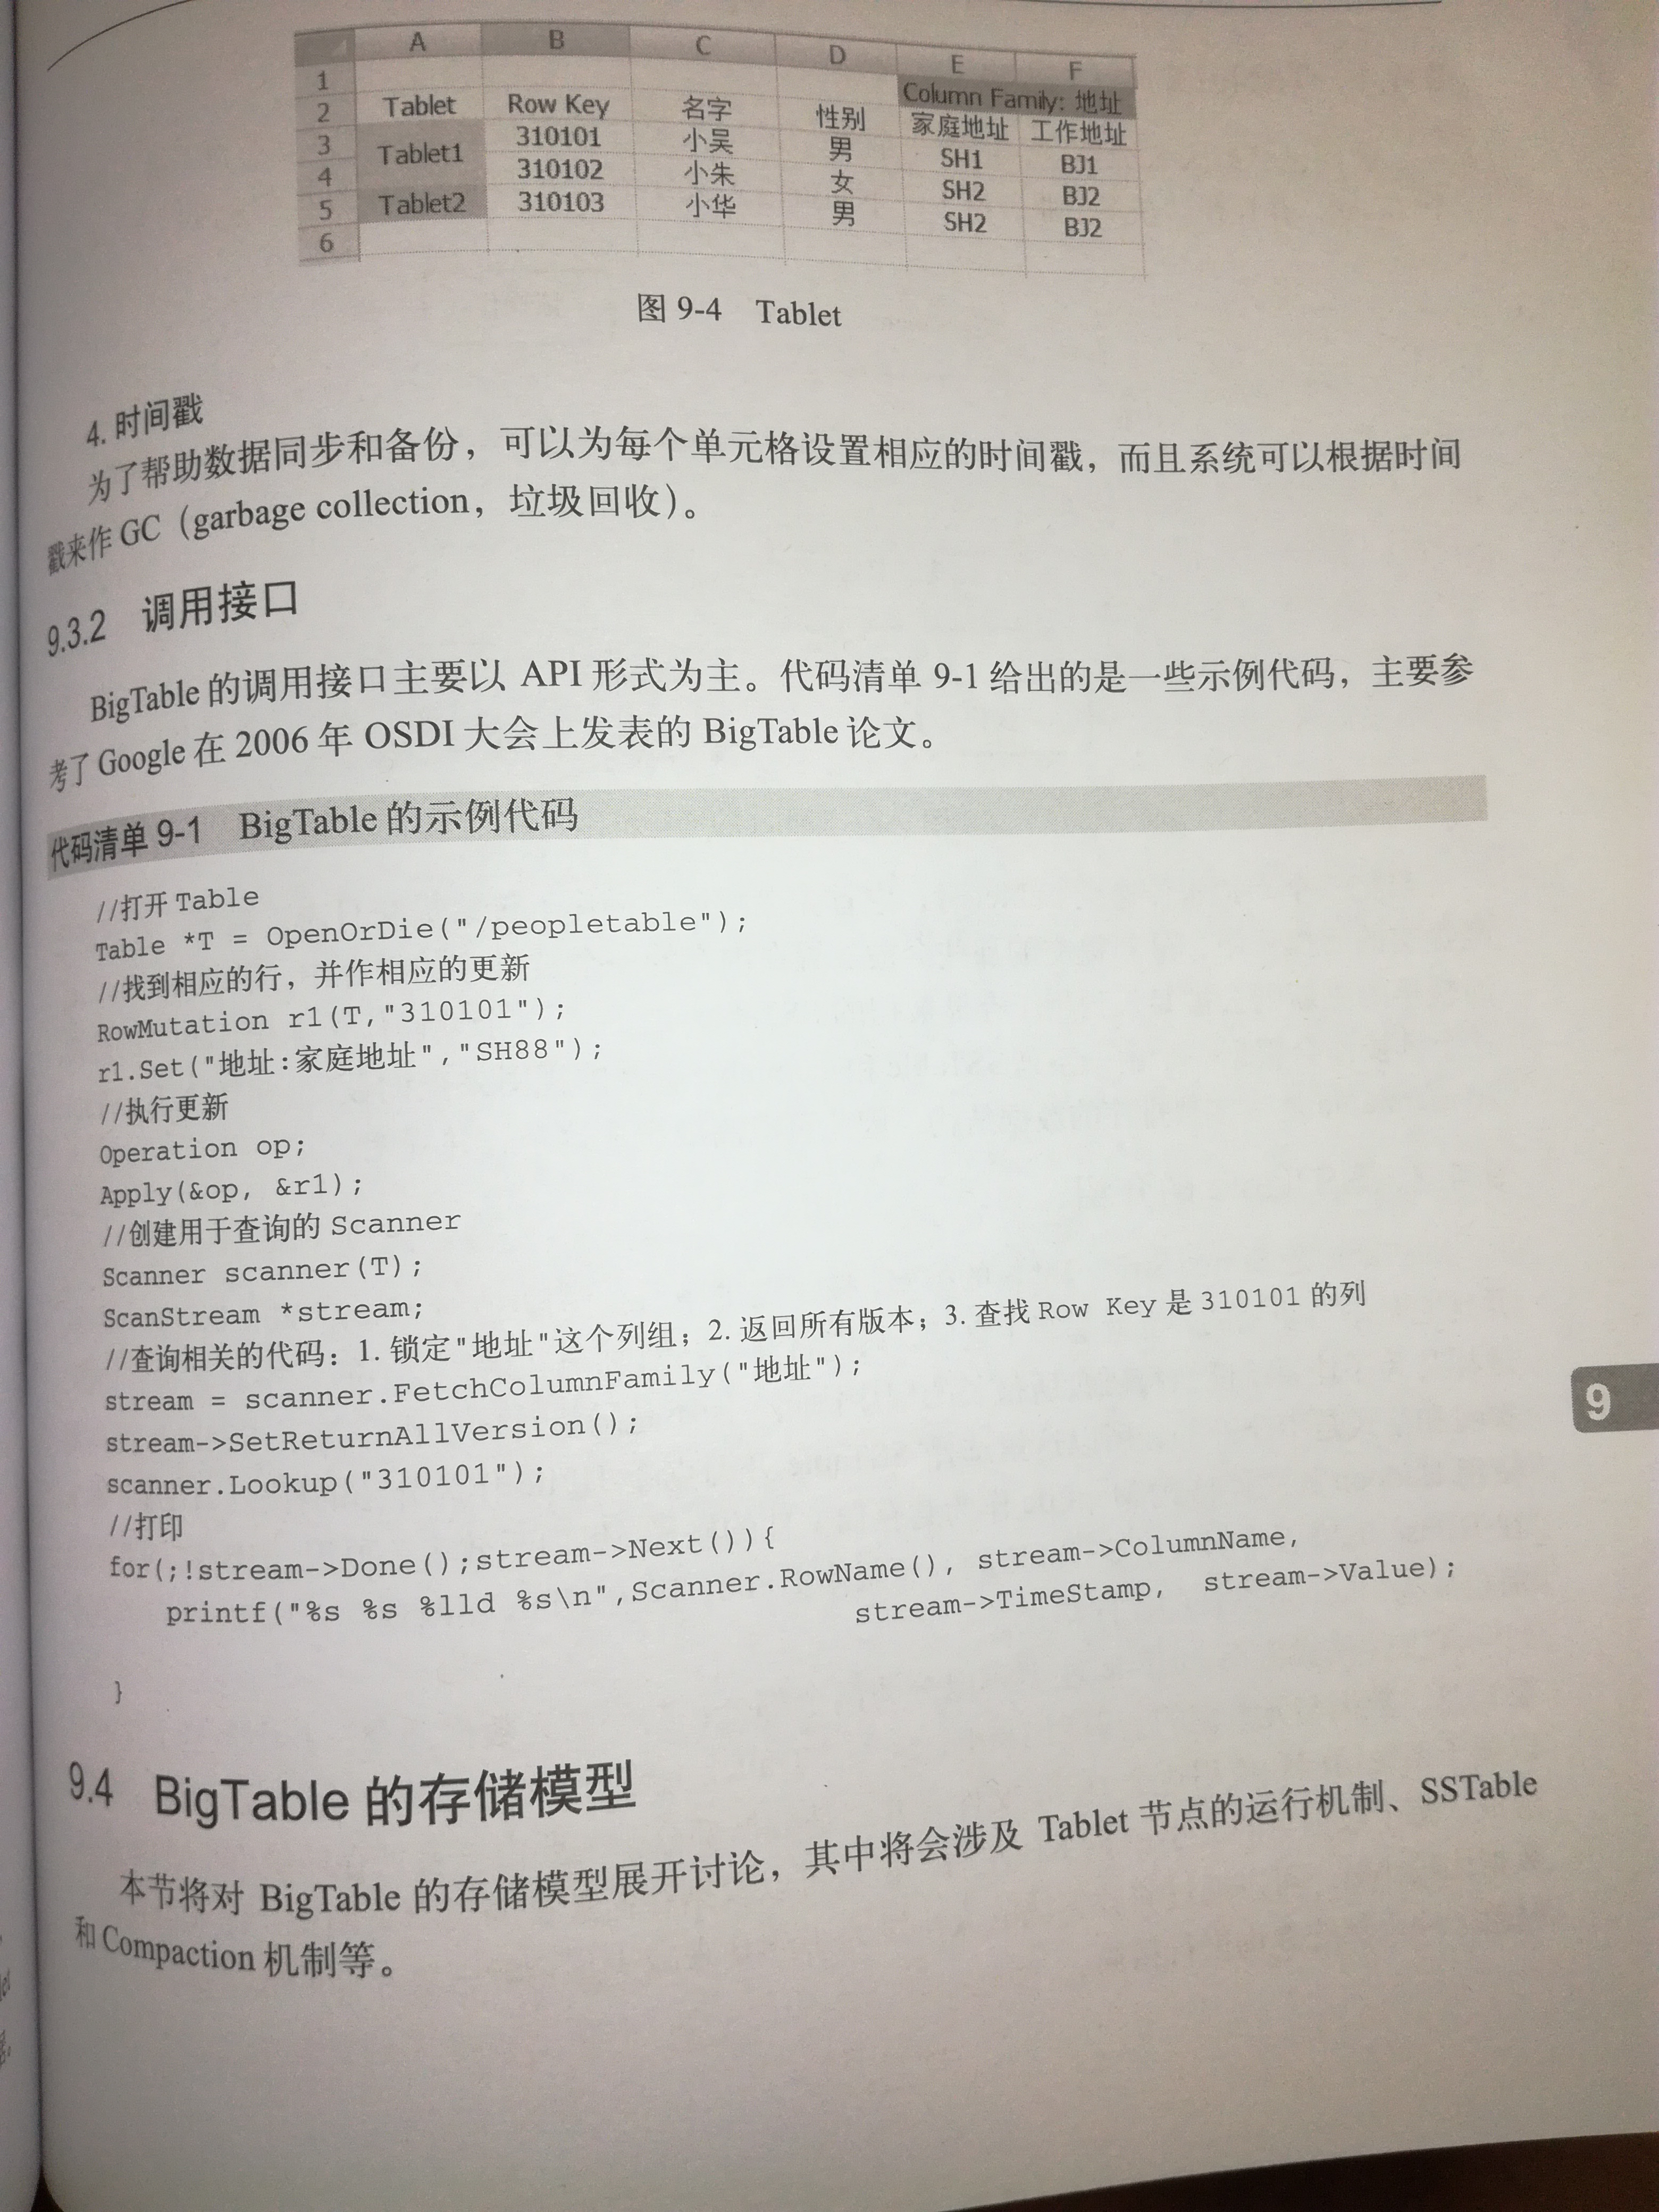 A B C D E F
1 Column Family: 地址
2 Tablet Row Key 名字 性别 家庭地址 工作地址
3 Tablet1 310101 小吴 男 SH1 BJ1
4 310102 小朱 女 SH2 BJ2
5 Tablet2 310103 小华 男 SH2 BJ2
6
图 9-4 Tablet
4. 时间戳
为了帮助数据同步和备份，可以为每个单元格设置相应的时间戳，而且系统可以根据时间
戳来作 GC（garbage collection，垃圾回收）。
9.3.2 调用接口
BigTable 的调用接口主要以 API 形式为主。代码清单 9-1 给出的是一些示例代码，主要参
考了 Google 在 2006 年 OSDI 大会上发表的 BigTable 论文。
代码清单 9-1 BigTable 的示例代码
//打开 Table
Table *T = OpenOrDie("/peopletable");
//找到相应的行，并作相应的更新
RowMutation r1(T,"310101");
r1.Set("地址:家庭地址","SH88");
//执行更新
Operation op;
Apply(&op, &r1);
//创建用于查询的 Scanner
Scanner scanner(T);
ScanStream *stream;
//查询相关的代码：1. 锁定"地址"这个列组；2. 返回所有版本；3. 查找 Row Key 是 310101 的列
stream = scanner.FetchColumnFamily("地址");
stream->SetReturnAllVersion();
scanner.Lookup("310101");
//打印
for(;!stream->Done();stream->Next()){
printf("%s %s %lld %s\n",Scanner.RowName(), stream->ColumnName,
stream->TimeStamp, stream->Value);
}
9
9.4 BigTable 的存储模型
本节将对 BigTable 的存储模型展开讨论，其中将会涉及 Tablet 节点的运行机制、SSTable
和 Compaction 机制等。